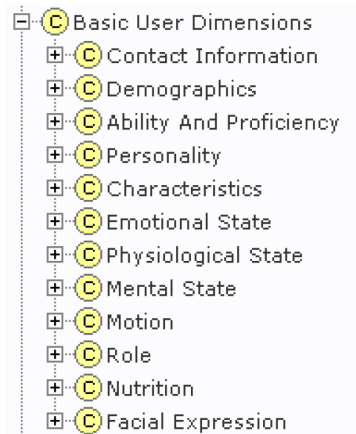 C Basic User Dimensions
C Contact Information
C Demographics
C Ability And Proficiency
C Personality
C Characteristics
C Emotional State
C Physiological State
C Mental State
C Motion
C Role
C Nutrition
C Facial Expression